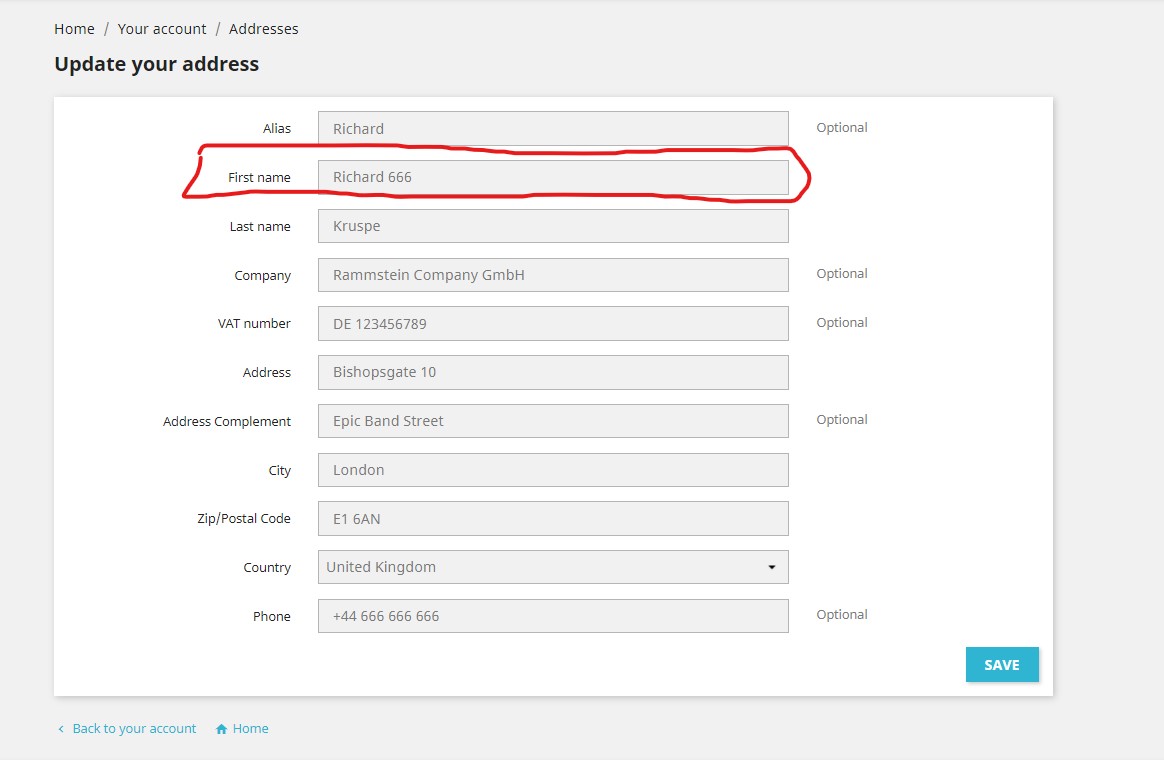 Home / Your account / Addresses
Update your address
Alias Richard Optional
First name Richard 666
Last name Kruspe
Company Rammstein Company GmbH Optional
VAT number DE 123456789 Optional
Address Bishopsgate 10
Address Complement Epic Band Street Optional
City London
Zip/Postal Code E1 6AN
Country United Kingdom
Phone +44 666 666 666 Optional
SAVE
Back to your account Home